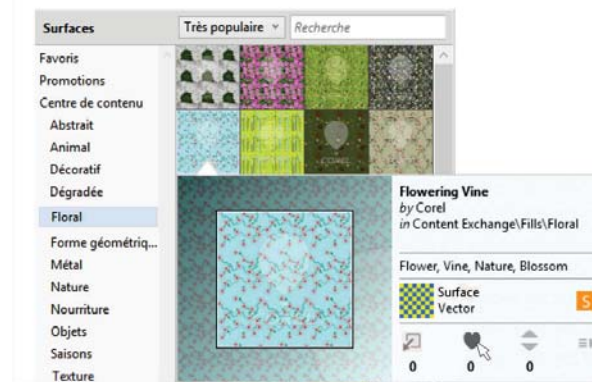 Surfaces
Très populaire
Recherche
Favoris
Promotions
Centre de contenu
Abstrait
Animal
Décoratif
Dégradée
Floral
Forme géométriq...
Métal
Nature
Nourriture
Objets
Saisons
Texture
COREL
Flowering Vine
by Corel
in Content Exchange\Fills\Floral
Flower, Vine, Nature, Blossom
Surface
Vector
S
0 0 0